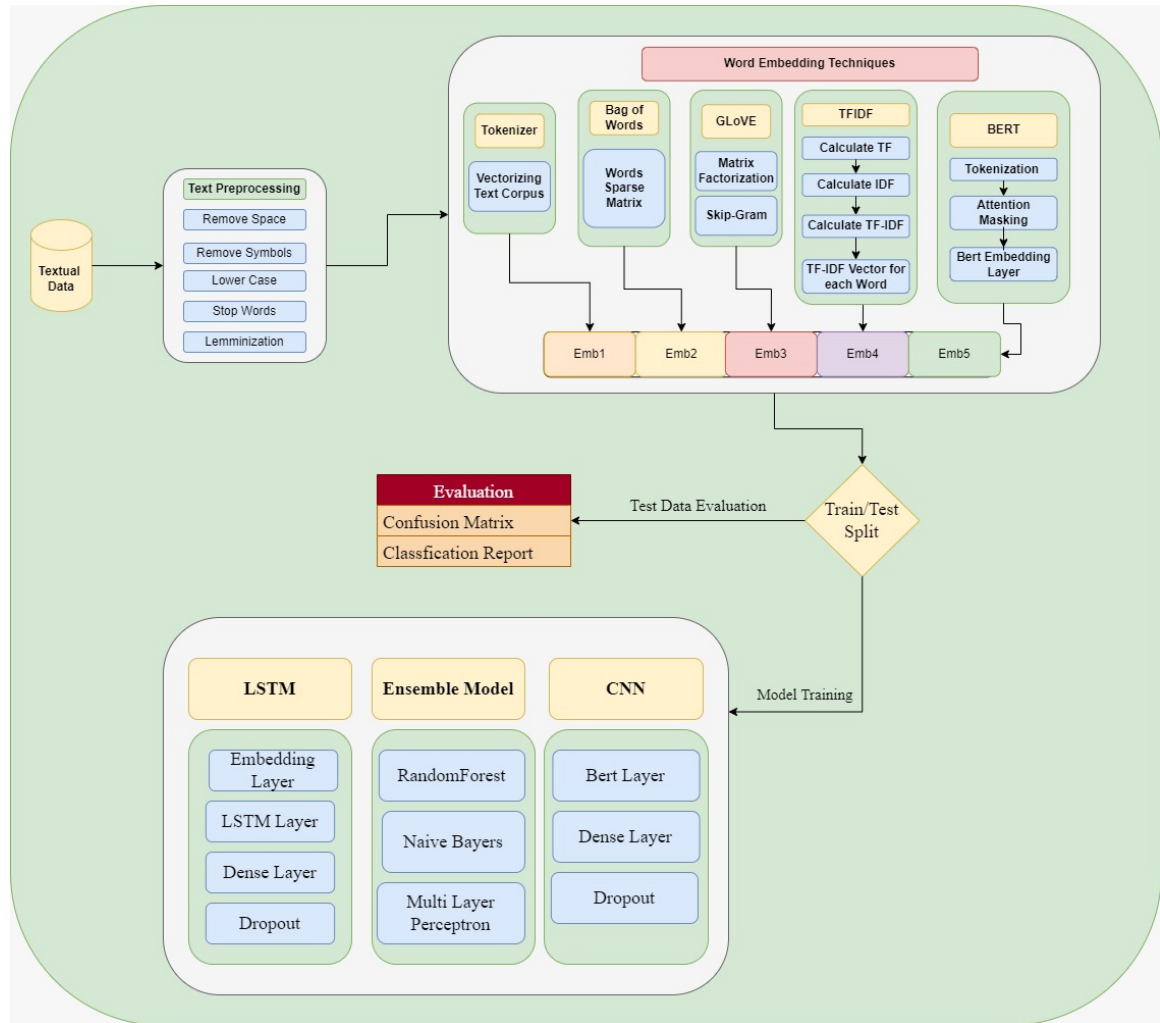 Textual
Data
Text Preprocessing
Remove Space
Remove Symbols
Lower Case
Stop Words
Lemminization
Word Embedding Techniques
Tokenizer
Vectorizing
Text Corpus
Bag of
Words
Words
Sparse
Matrix
GLoVE
Matrix
Factorization
Skip-Gram
TFIDF
Calculate TF
Calculate IDF
Calculate TF-IDF
TF-IDF Vector for
each Word
BERT
Tokenization
Attention
Masking
Bert Embedding
Layer
Emb1
Emb2
Emb3
Emb4
Emb5
Train/Test
Split
Test Data Evaluation
Evaluation
Confusion Matrix
Classfication Report
Model Training
LSTM
Embedding
Layer
LSTM Layer
Dense Layer
Dropout
Ensemble Model
RandomForest
Naive Bayers
Multi Layer
Perceptron
CNN
Bert Layer
Dense Layer
Dropout